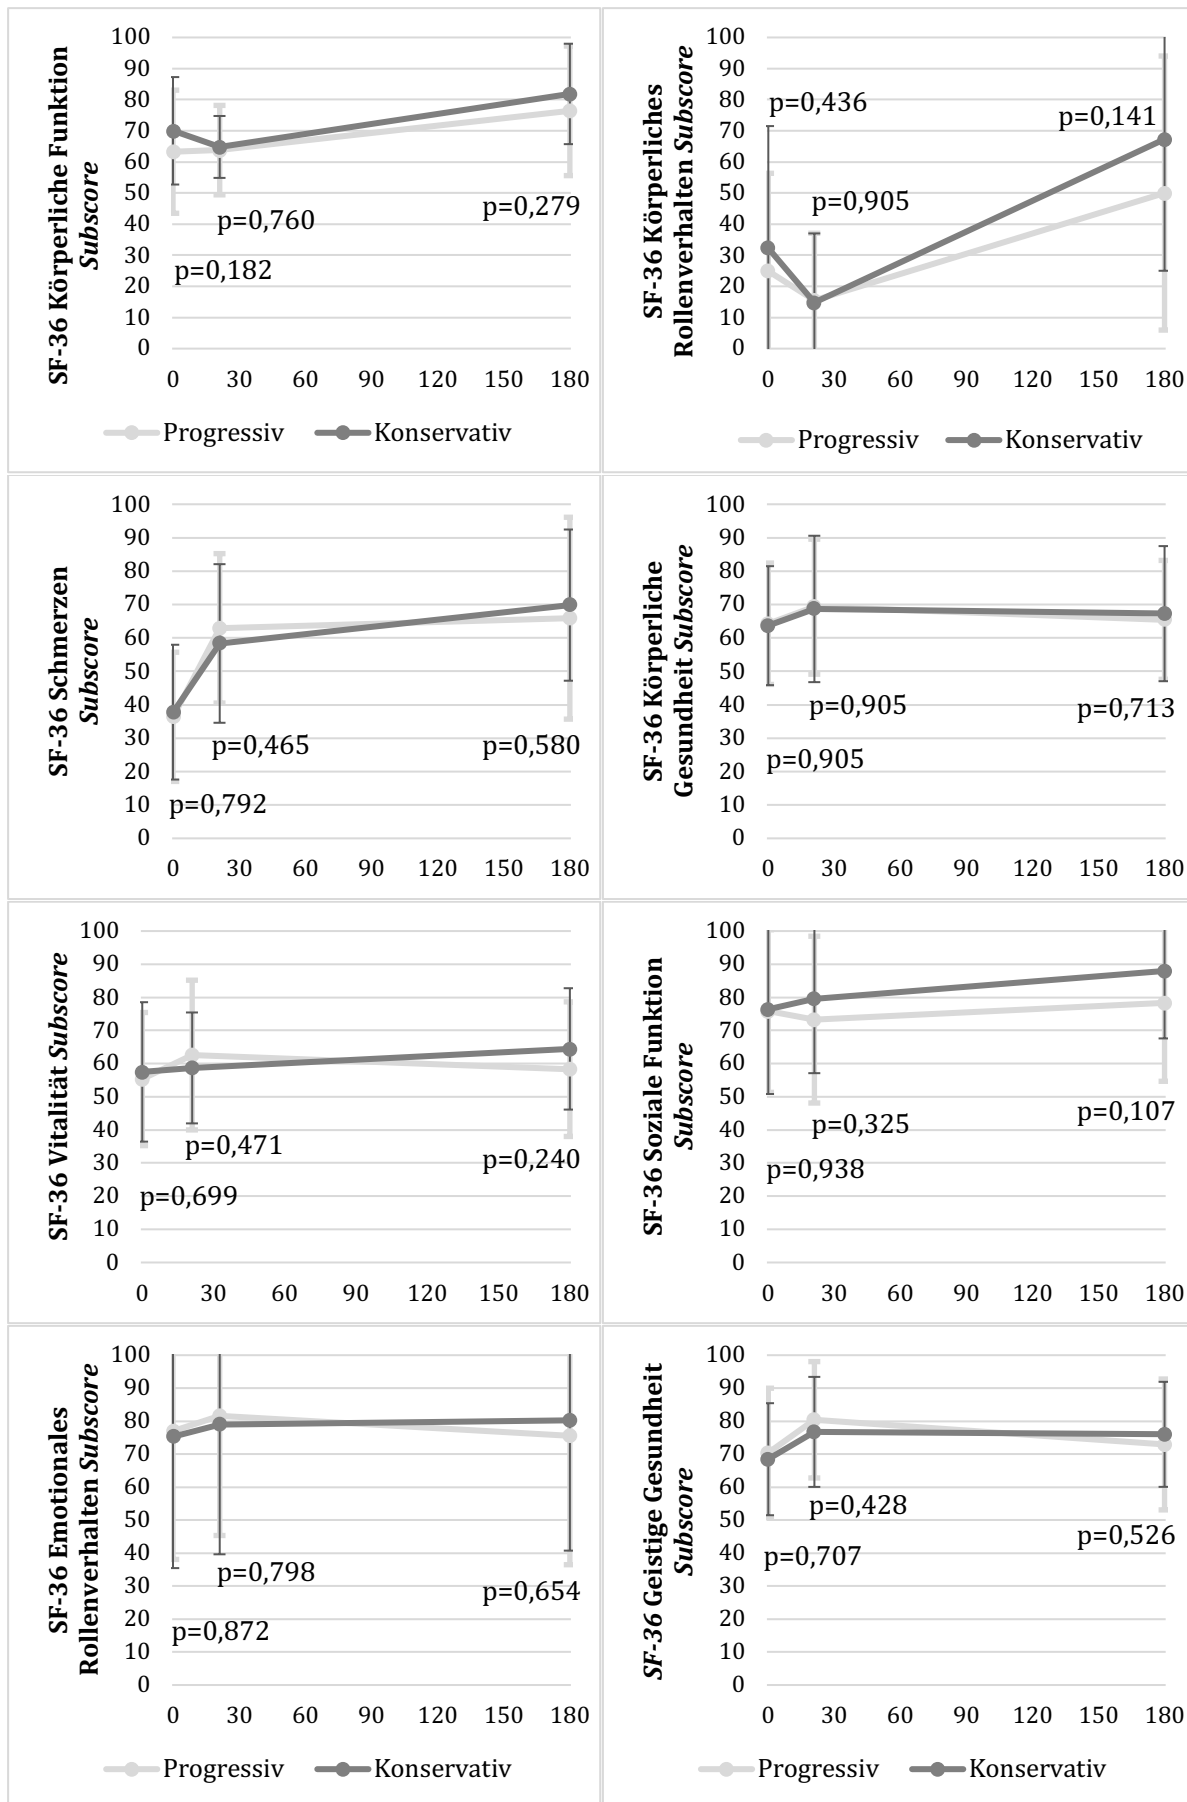 SF-36 Körperliche Funktion
Subscore
100
90
80
70
60
50
40
30
20
10
0
p=0,760
p=0,279
p=0,182
0 30 60 90 120 150 180
Progressiv Konservativ
SF-36 Körperliches
Rollenverhalten Subscore
100
90
80
70
60
50
40
30
20
10
0
p=0,436
p=0,141
p=0,905
0 30 60 90 120 150 180
Progressiv Konservativ
SF-36 Schmerzen
Subscore
100
90
80
70
60
50
40
30
20
10
0
p=0,465
p=0,580
p=0,792
0 30 60 90 120 150 180
SF-36 Körperliche
Gesundheit Subscore
100
90
80
70
60
50
40
30
20
10
0
p=0,905
p=0,713
p=0,905
0 30 60 90 120 150 180
SF-36 Vitalität Subscore
100
90
80
70
60
50
40
30
20
10
0
p=0,471
p=0,240
p=0,699
0 30 60 90 120 150 180
SF-36 Soziale Funktion
Subscore
100
90
80
70
60
50
40
30
20
10
0
p=0,325
p=0,107
p=0,938
0 30 60 90 120 150 180
SF-36 Emotionales
Rollenverhalten Subscore
100
90
80
70
60
50
40
30
20
10
0
p=0,798
p=0,654
p=0,872
0 30 60 90 120 150 180
Progressiv Konservativ
SF-36 Geistige Gesundheit
Subscore
100
90
80
70
60
50
40
30
20
10
0
p=0,428
p=0,526
p=0,707
0 30 60 90 120 150 180
Progressiv Konservativ